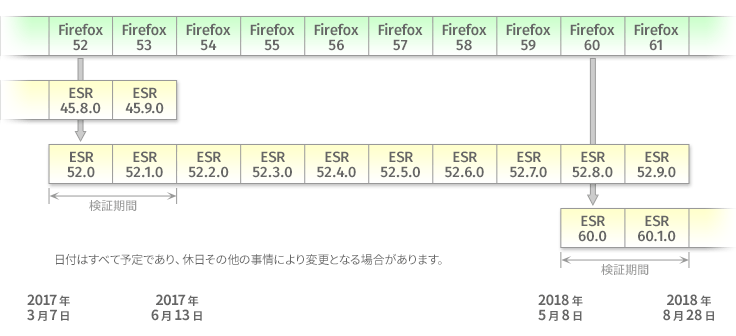 Firefox 52
Firefox 53
Firefox 54
Firefox 55
Firefox 56
Firefox 57
Firefox 58
Firefox 59
Firefox 60
Firefox 61
ESR 45.8.0
ESR 45.9.0
ESR 52.0
ESR 52.1.0
ESR 52.2.0
ESR 52.3.0
ESR 52.4.0
ESR 52.5.0
ESR 52.6.0
ESR 52.7.0
ESR 52.8.0
ESR 52.9.0
検証期間
ESR 60.0
ESR 60.1.0
検証期間
日付はすべて予定であり、休日その他の事情により変更となる場合があります。
2017年
3月7日
2017年
6月13日
2018年
5月8日
2018年
8月28日